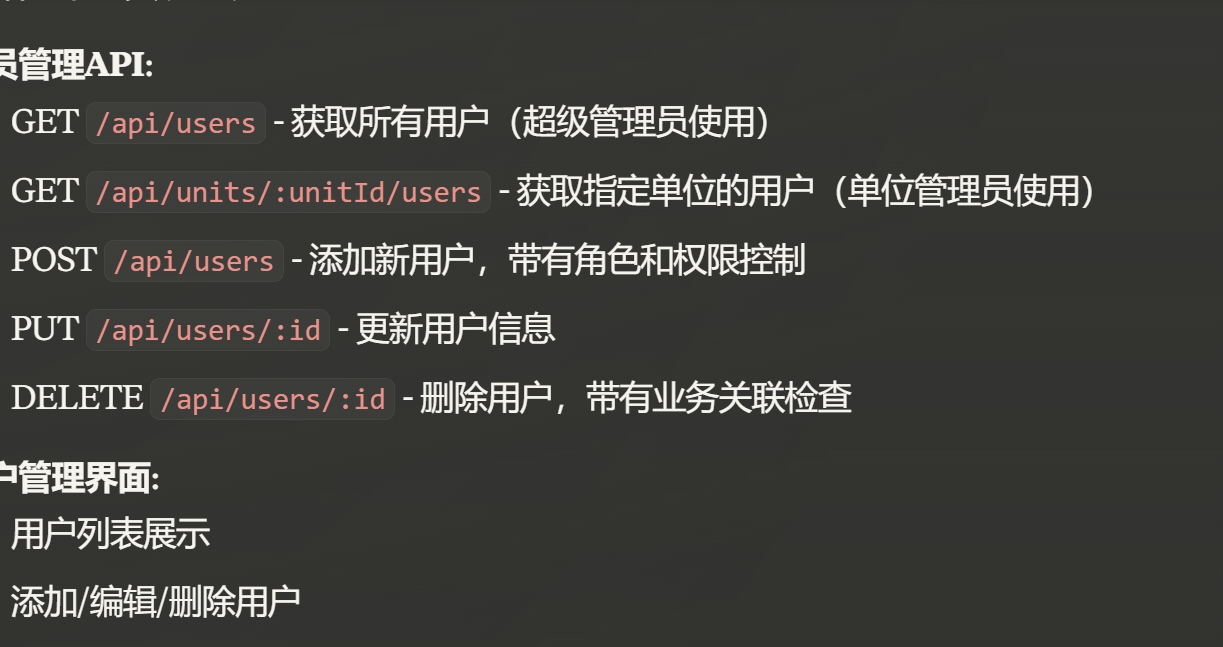 员管理API:
GET /api/users - 获取所有用户（超级管理员使用）
GET /api/units/:unitId/users - 获取指定单位的用户（单位管理员使用）
POST /api/users - 添加新用户，带有角色和权限控制
PUT /api/users/:id - 更新用户信息
DELETE /api/users/:id - 删除用户，带有业务关联检查
户管理界面:
用户列表展示
添加/编辑/删除用户